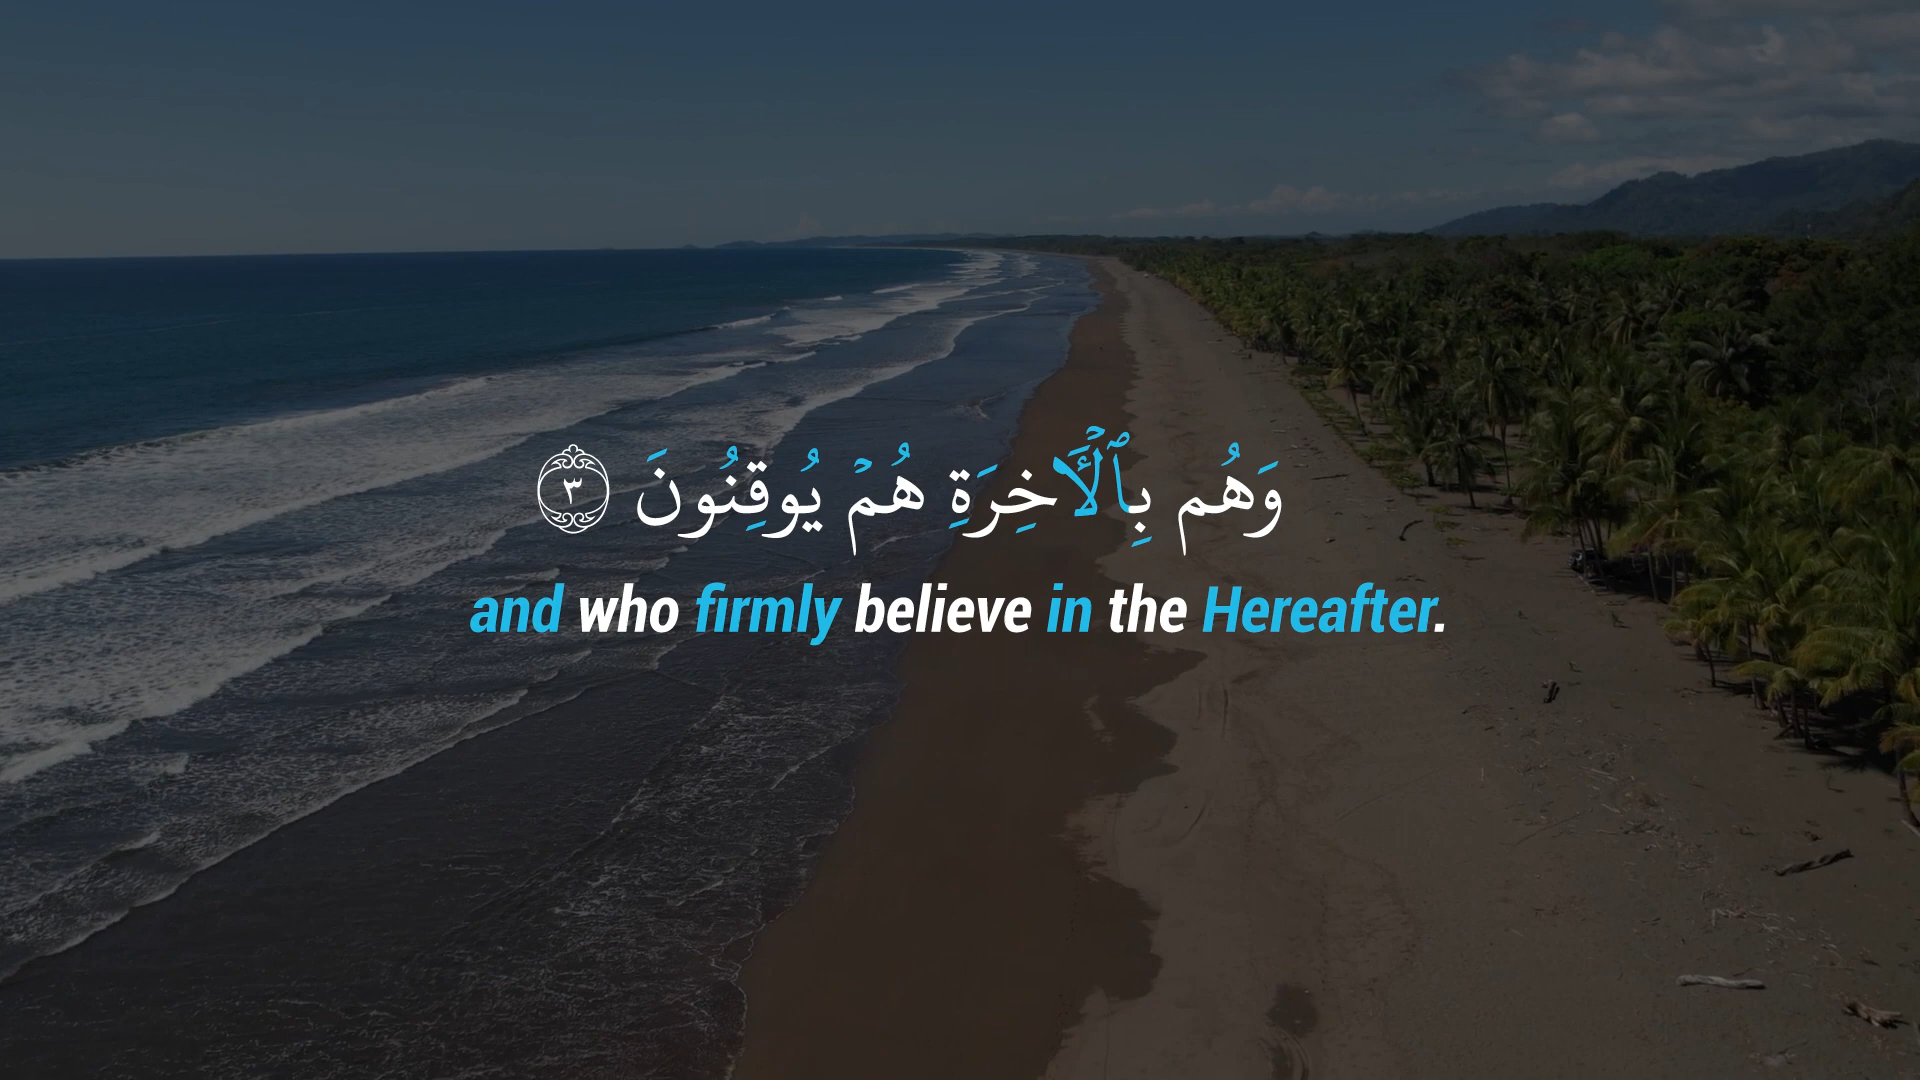 وَهُم بِٱلْـَٔاخِرَةِ هُمْ يُوقِنُونَ ٣
and who firmly believe in the Hereafter.